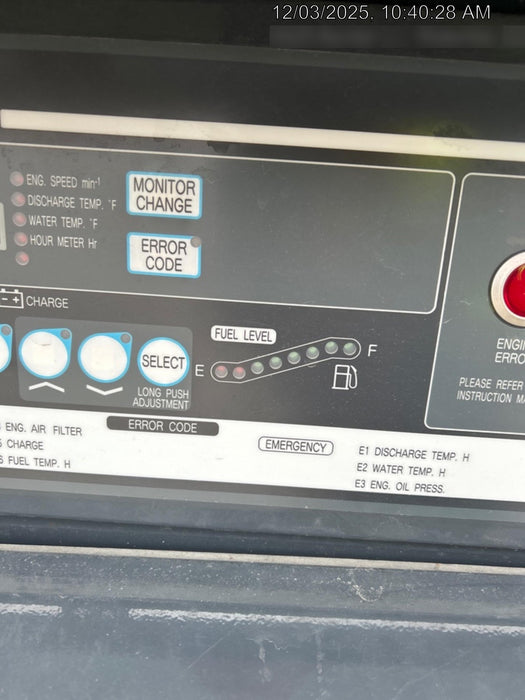 12/03/2025. 10:40:28 AM
ENG. SPEED min⁻¹
DISCHARGE TEMP. °F
WATER TEMP. °F
HOUR METER Hr
MONITOR
CHANGE
ERROR
CODE
CHARGE
SELECT
LONG PUSH
ADJUSTMENT
FUEL LEVEL
E
F
PLEASE REFER
INSTRUCTION
ERROR CODE
ENG. AIR FILTER
CHARGE
FUEL TEMP. H
EMERGENCY
E1 DISCHARGE TEMP. H
E2 WATER TEMP. H
E3 ENG. OIL PRESS.